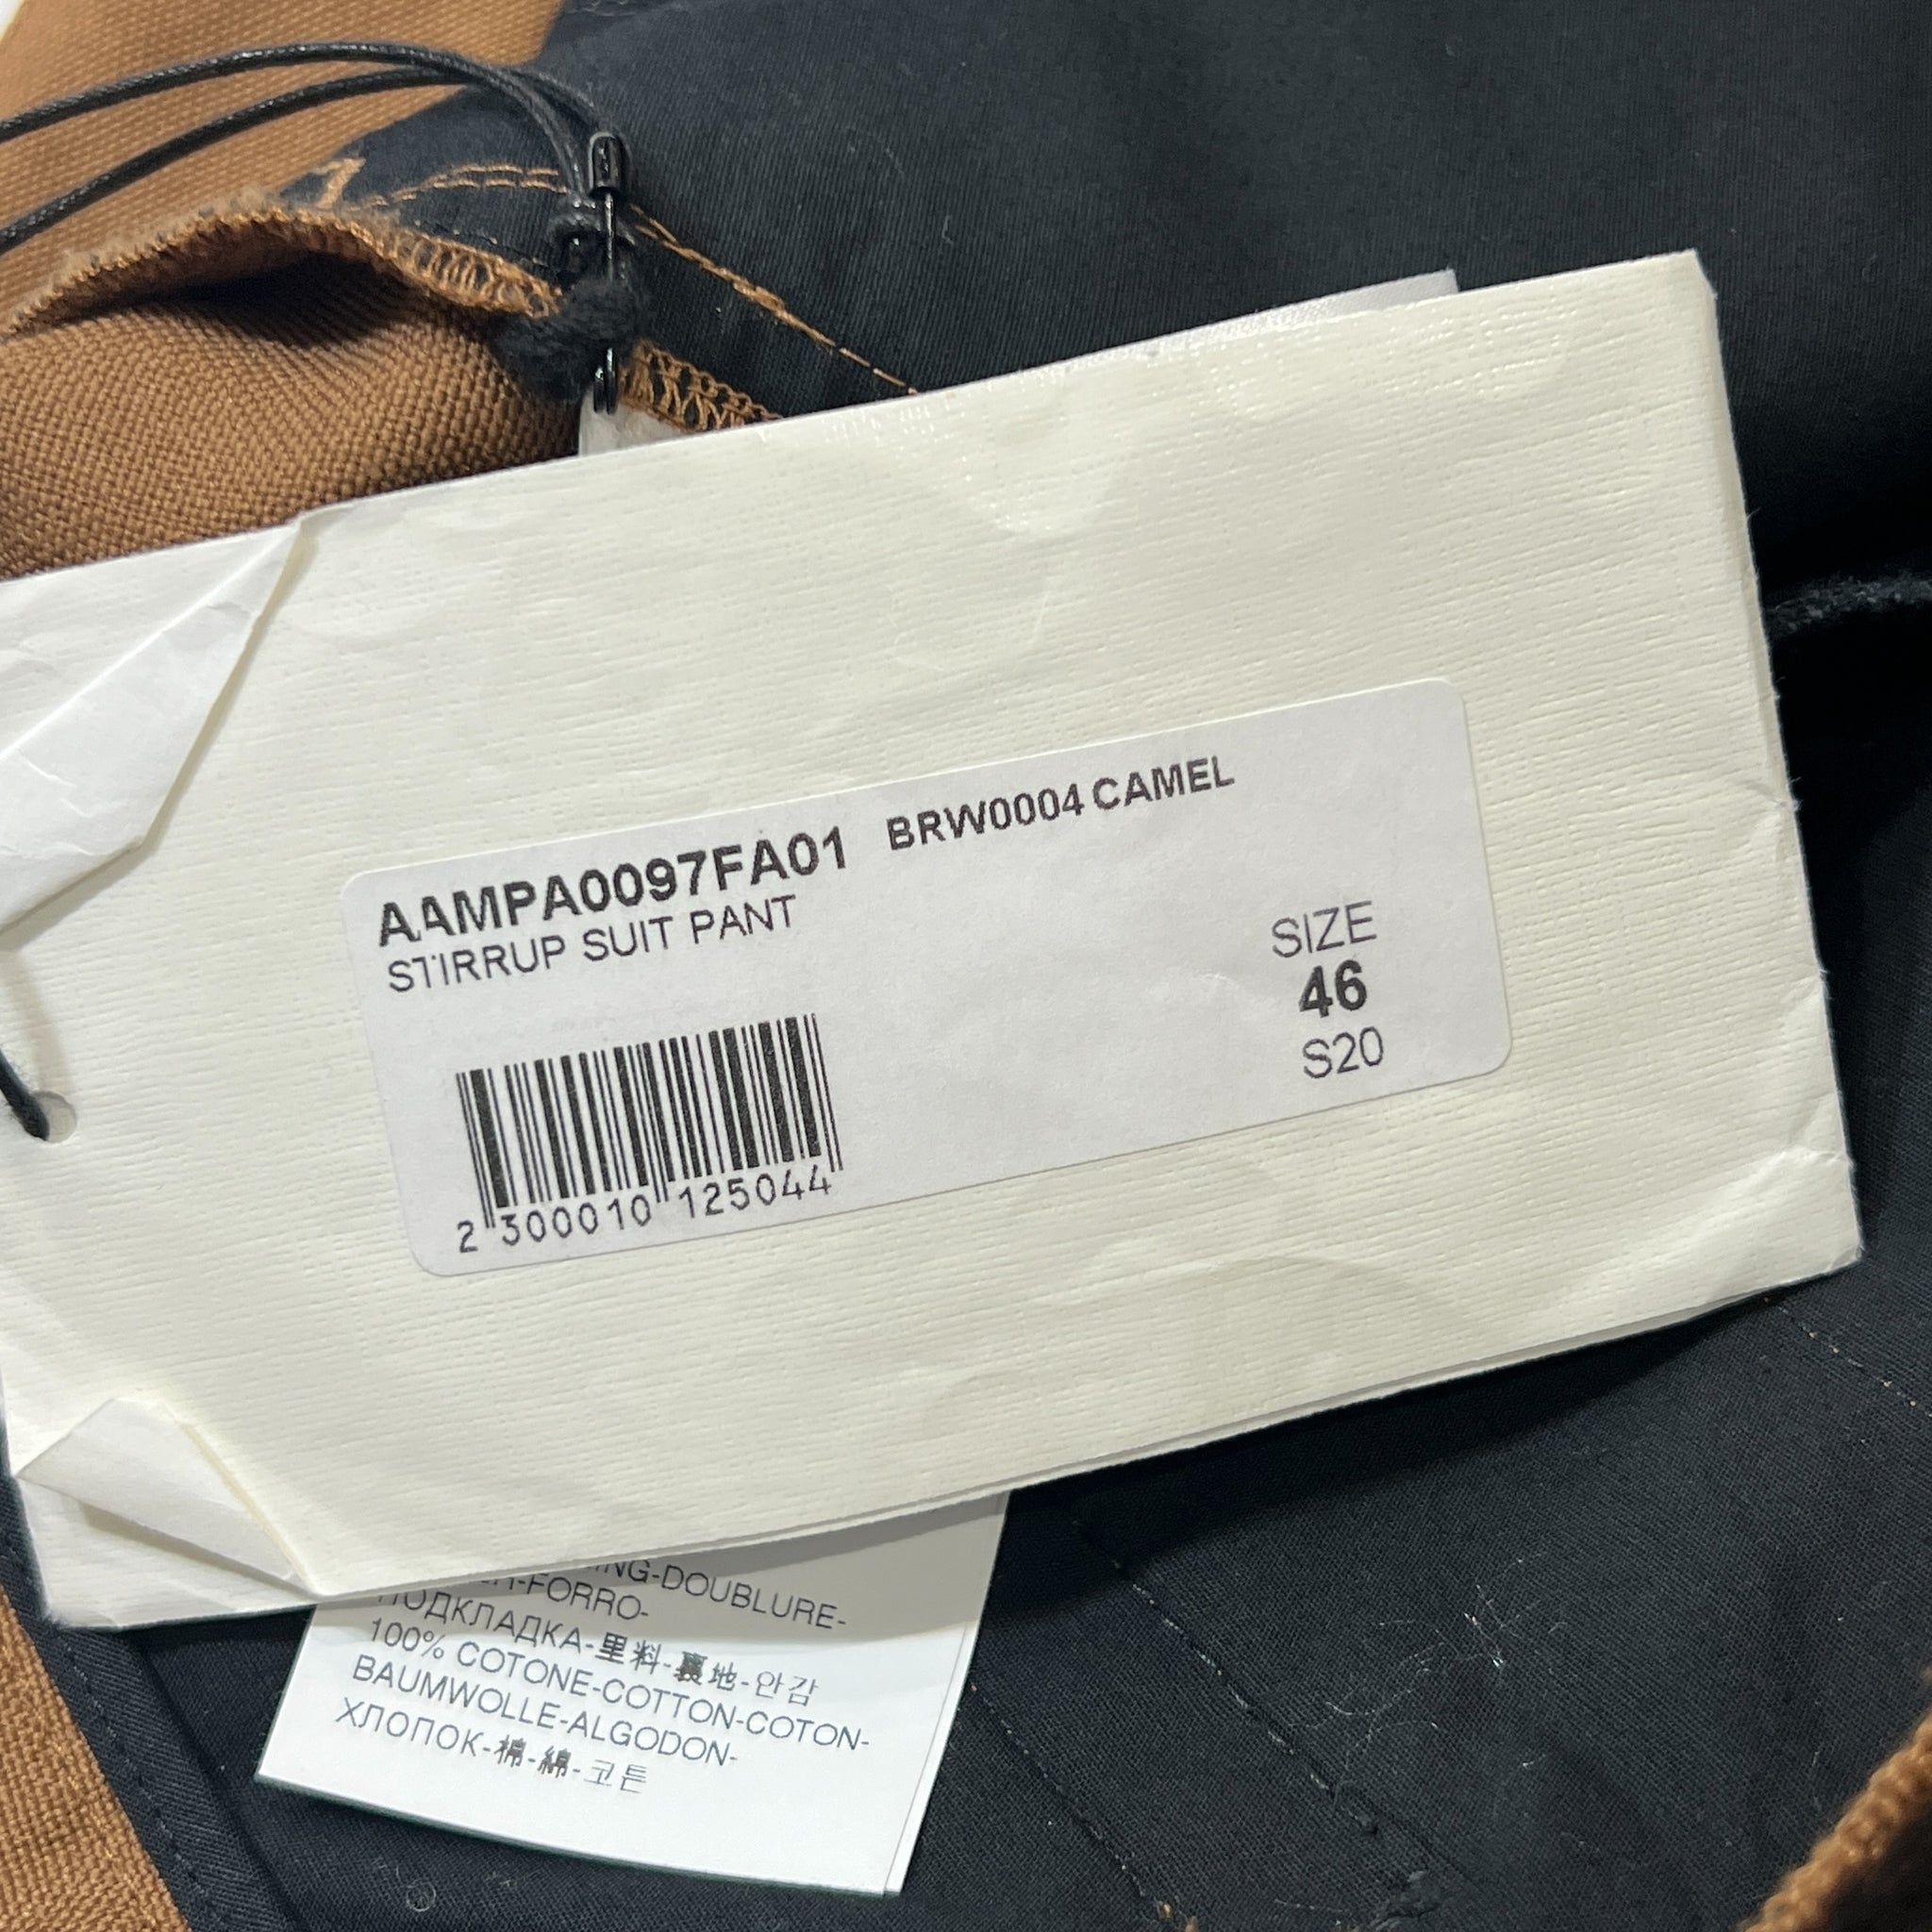 AAMPA0097FA01 BRW0004 CAMEL
STIRRUP SUIT PANT
SIZE
46
S20
2 300010 125044
-DOUBLURE-
-FORRO-
ПОДКЛАДКА-里料-裏地-안감
100% COTONE-COTTON-COTON-
BAUMWOLLE-ALGODON-
ХЛОПОК-棉-綿-코튼